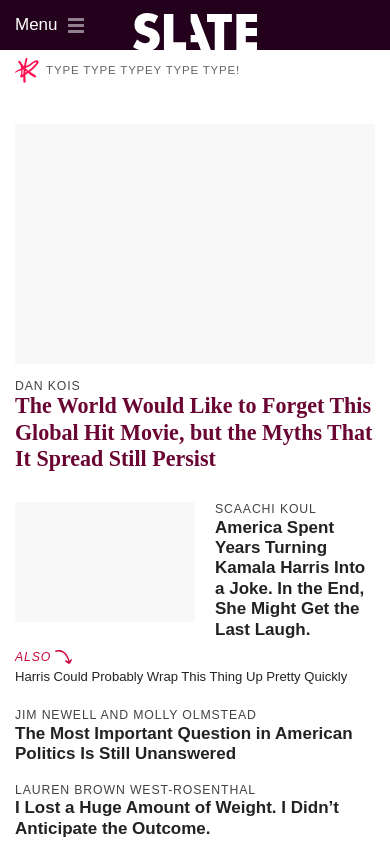 Menu
SLATE
TYPE TYPE TYPEY TYPE TYPE!
DAN KOIS
The World Would Like to Forget This
Global Hit Movie, but the Myths That
It Spread Still Persist
SCAACHI KOUL
America Spent
Years Turning
Kamala Harris Into
a Joke. In the End,
She Might Get the
Last Laugh.
ALSO
Harris Could Probably Wrap This Thing Up Pretty Quickly
JIM NEWELL AND MOLLY OLMSTEAD
The Most Important Question in American
Politics Is Still Unanswered
LAUREN BROWN WEST-ROSENTHAL
I Lost a Huge Amount of Weight. I Didn’t
Anticipate the Outcome.